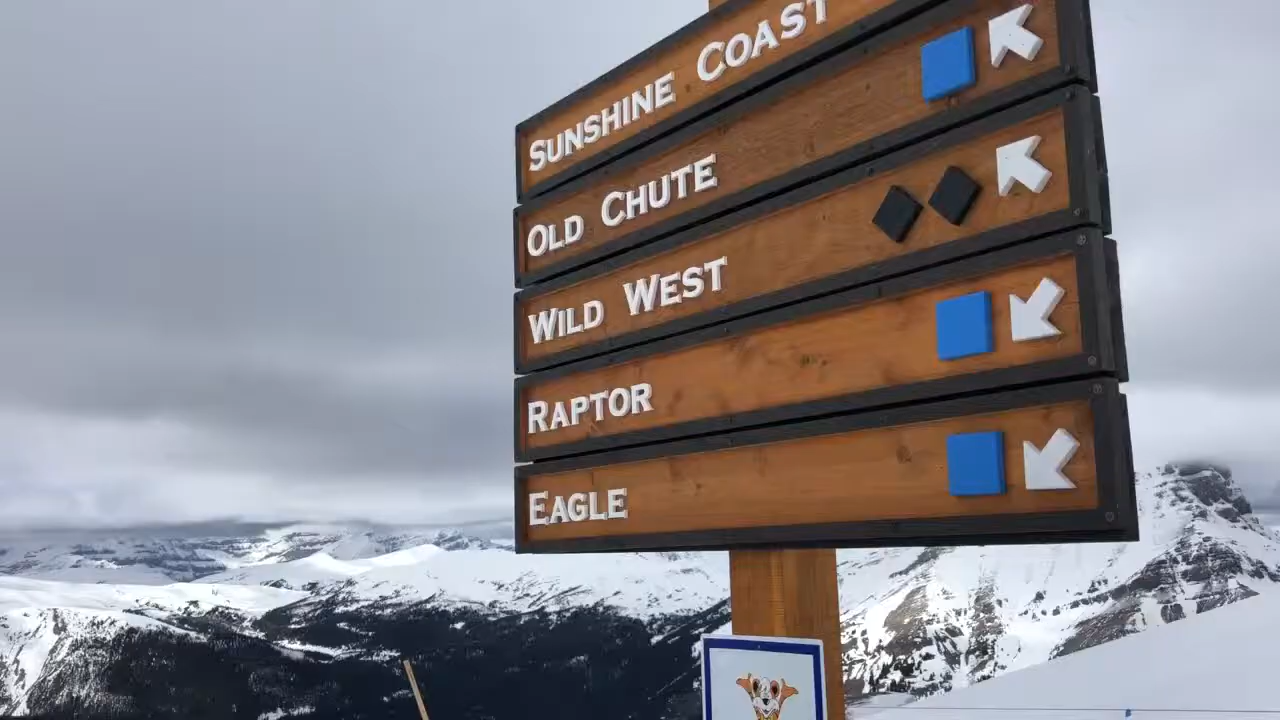 SUNSHINE COAST
OLD CHUTE
WILD WEST
RAPTOR
EAGLE